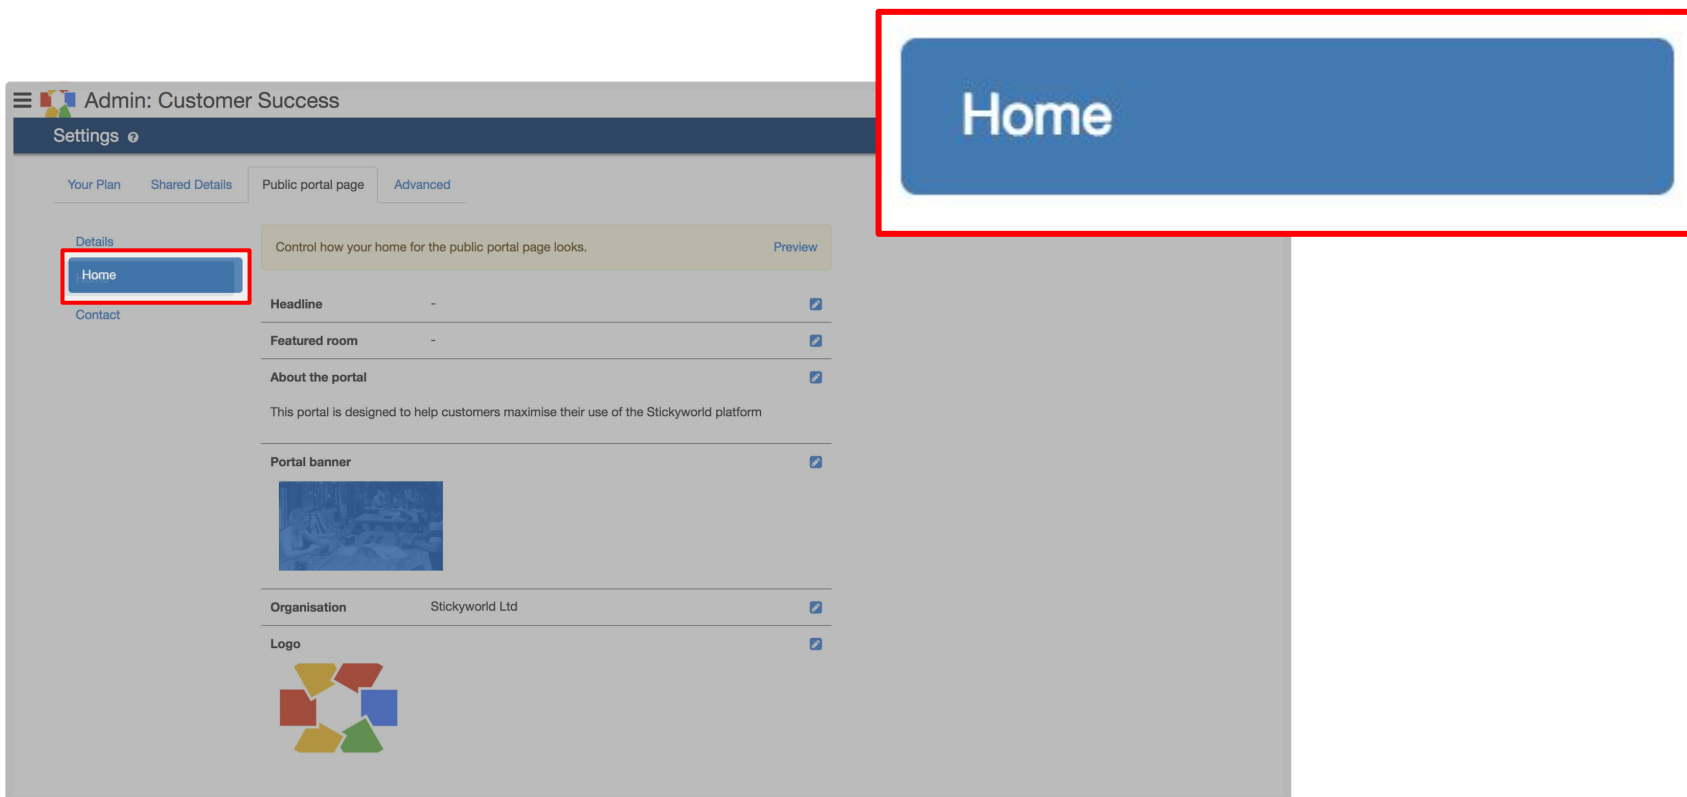 Admin: Customer Success
Home
Settings
Your Plan Shared Details Public portal page Advanced
Details
Home
Contact
Control how your home for the public portal page looks. Preview
Headline -
Featured room -
About the portal
This portal is designed to help customers maximise their use of the Stickyworld platform
Portal banner
Organisation Stickyworld Ltd
Logo